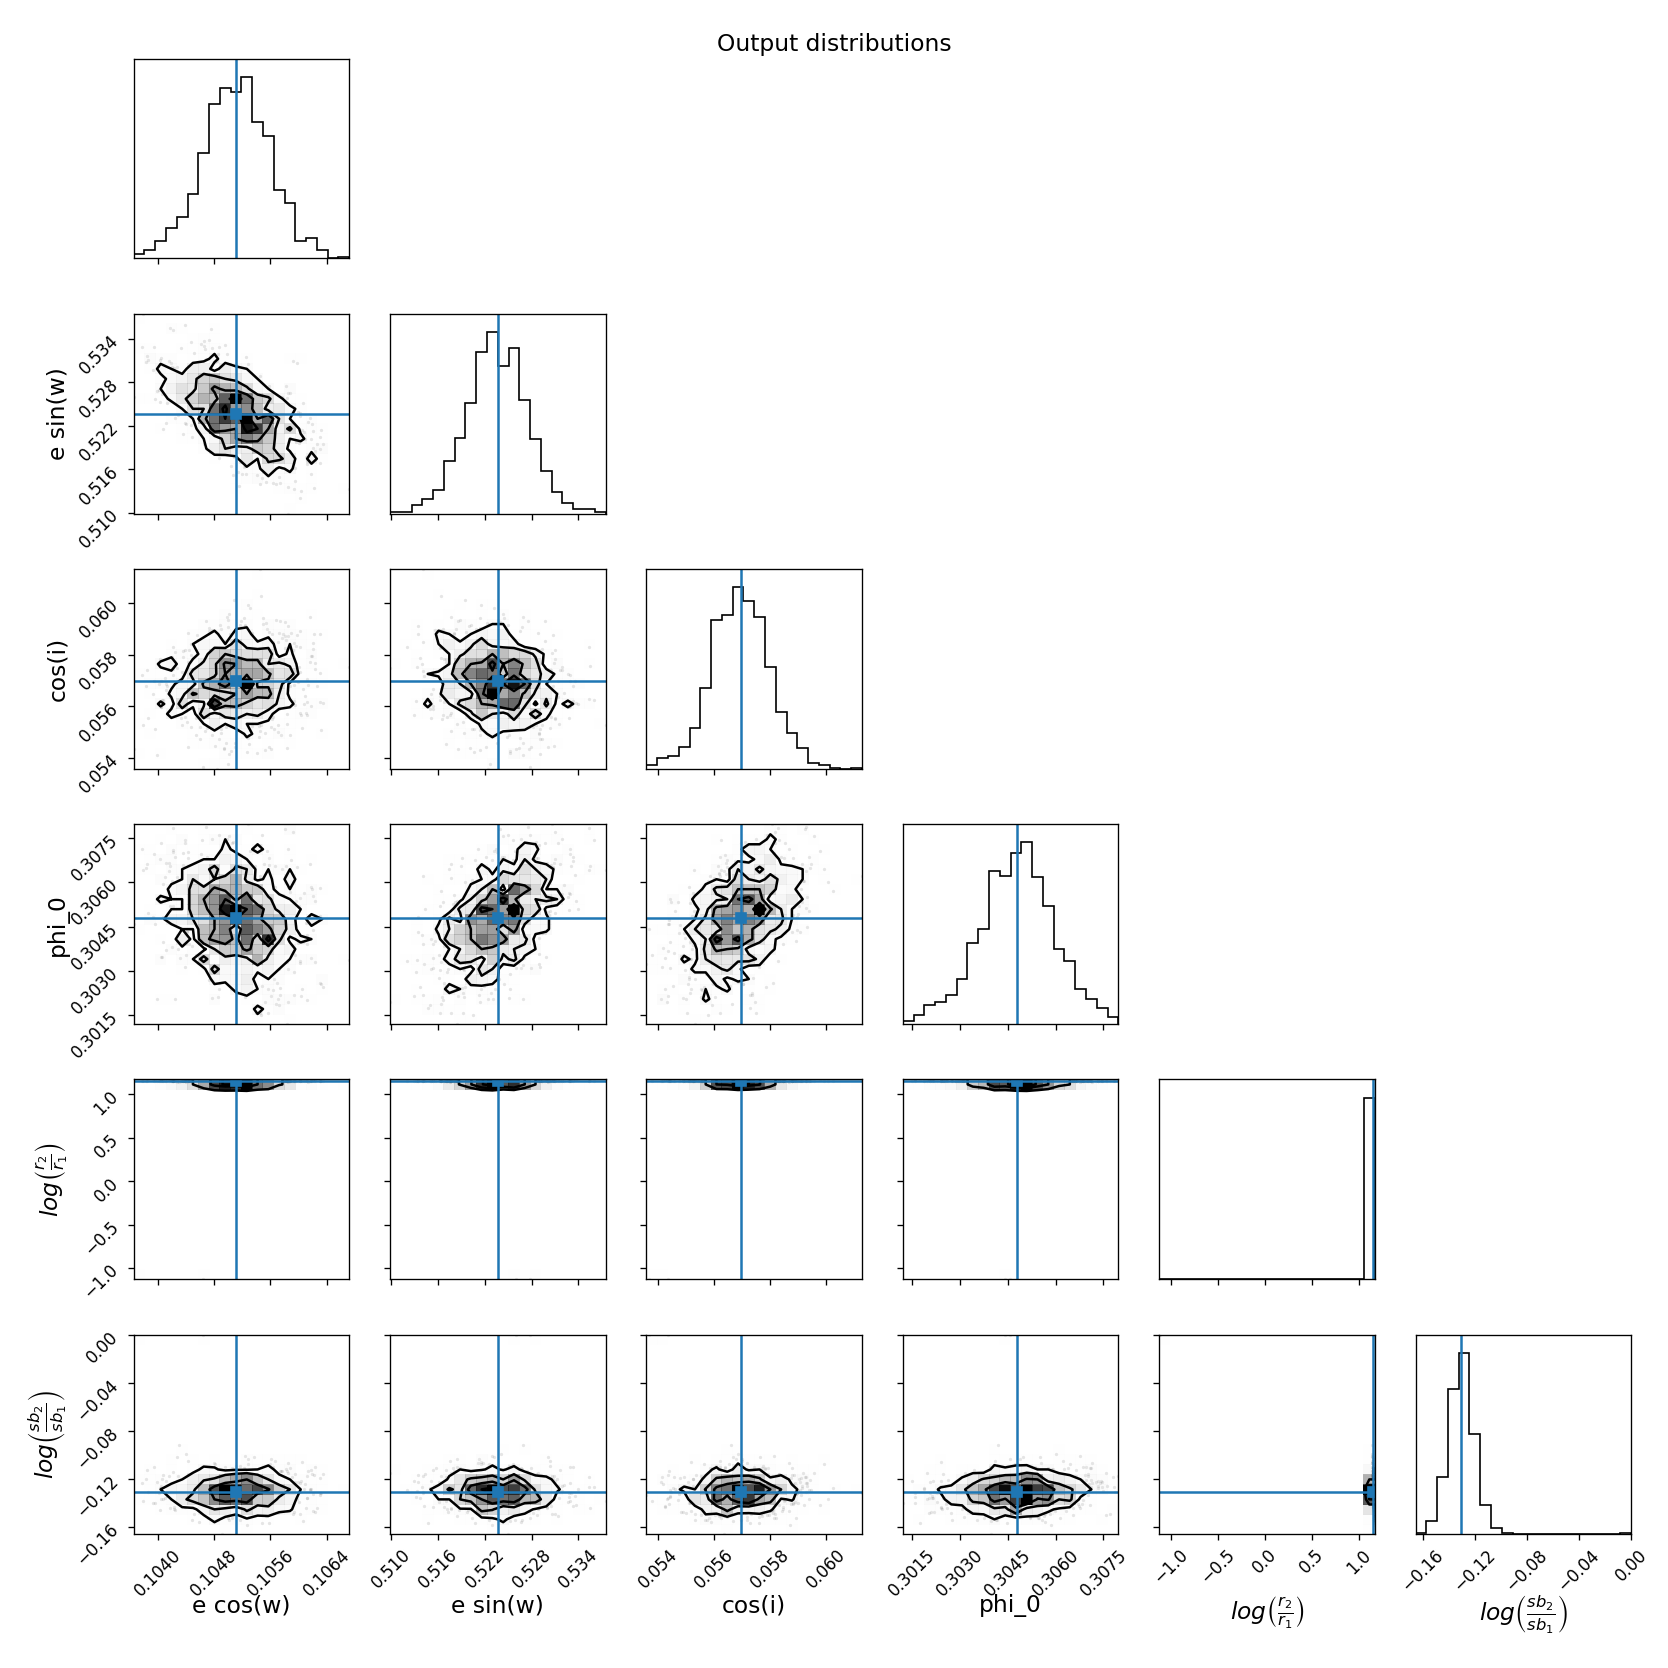 Output distributions
e sin(w)
0.534
0.528
0.522
0.516
0.510
cos(i)
0.060
0.058
0.056
0.054
phi_0
0.3075
0.3060
0.3045
0.3030
0.3015
log(r2/r1)
1.0
0.5
0.0
−0.5
−1.0
log(sb2/sb1)
0.00
−0.04
−0.08
−0.12
−0.16
0.1040 0.1048 0.1056 0.1064
0.510 0.516 0.522 0.528 0.534
0.054 0.056 0.058 0.060
0.3015 0.3030 0.3045 0.3060 0.3075
−1.0 −0.5 0.0 0.5 1.0
−0.16 −0.12 −0.08 −0.04 0.00
e cos(w) e sin(w) cos(i) phi_0 log(r2/r1) log(sb2/sb1)